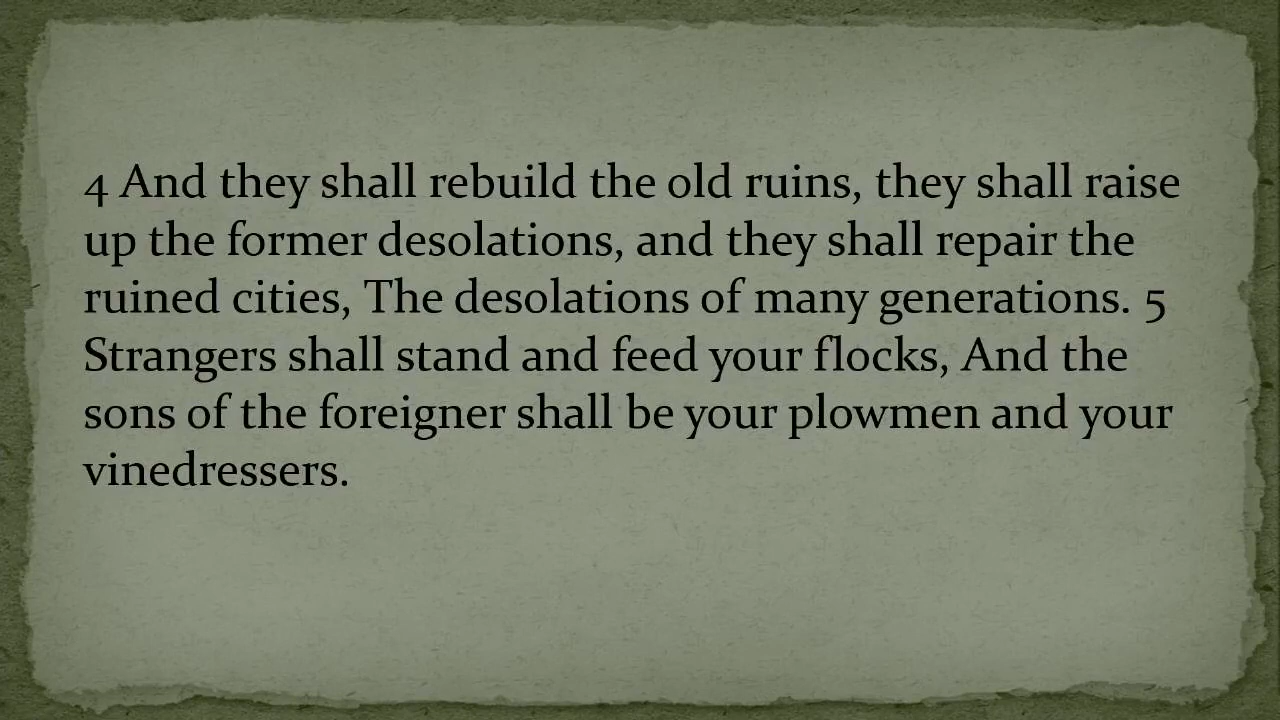 4 And they shall rebuild the old ruins, they shall raise
up the former desolations, and they shall repair the
ruined cities, The desolations of many generations. 5
Strangers shall stand and feed your flocks, And the
sons of the foreigner shall be your plowmen and your
vinedressers.